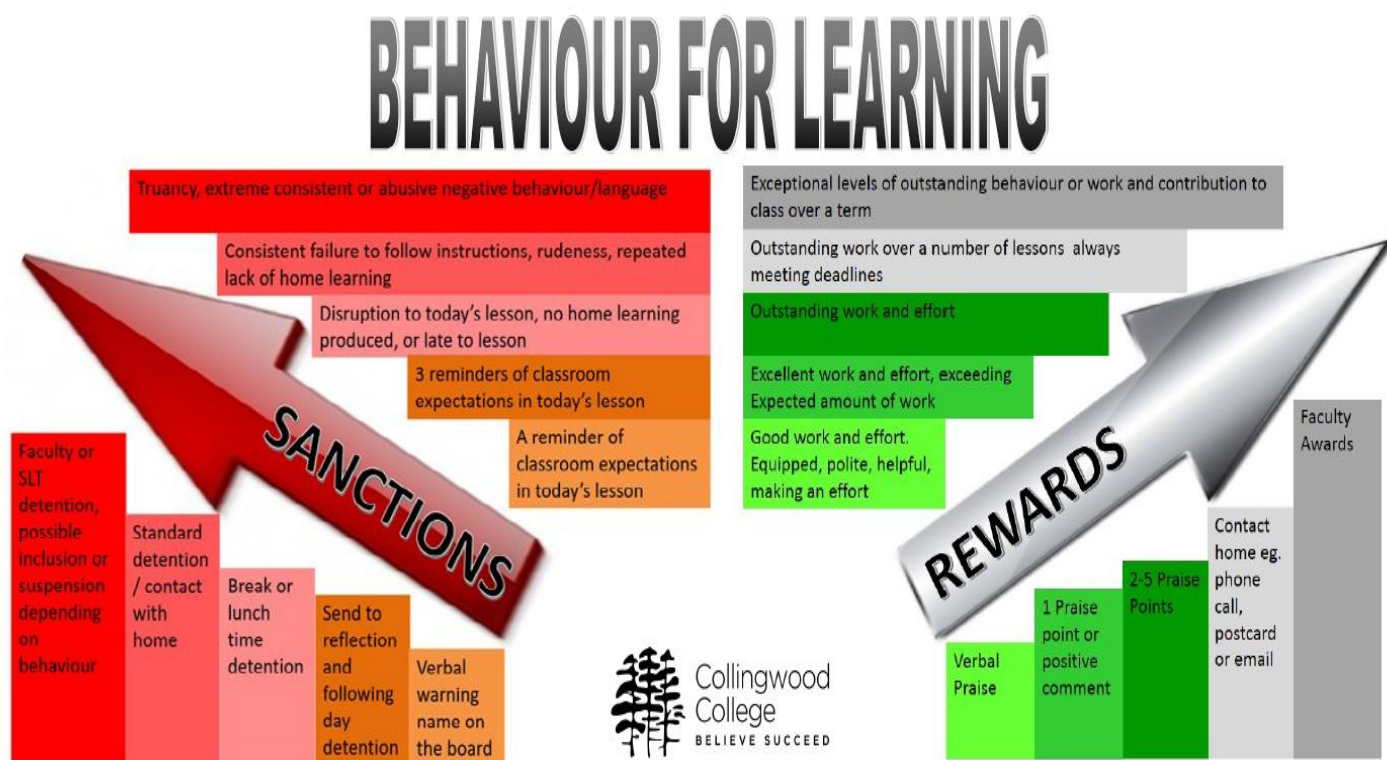 BEHAVIOUR FOR LEARNING
Truancy, extreme consistent or abusive negative behaviour/language
Consistent failure to follow instructions, rudeness, repeated
lack of home learning
Disruption to today's lesson, no home learning
produced, or late to lesson
3 reminders of classroom
expectations in today's lesson
A reminder of
classroom expectations
in today's lesson
SANCTIONS
Faculty or
SLT
detention,
possible
inclusion or
suspension
depending
on
behaviour
Standard
detention
/ contact
with
home
Break or
lunch
time
detention
Send to
reflection
and
following
day
detention
Verbal
warning
name on
the board
Exceptional levels of outstanding behaviour or work and contribution to
class over a term
Outstanding work over a number of lessons always
meeting deadlines
Outstanding work and effort
Excellent work and effort, exceeding
Expected amount of work
Good work and effort.
Equipped, polite, helpful,
making an effort
REWARDS
Verbal
Praise
1 Praise
point or
positive
comment
2-5 Praise
Points
Contact
home eg.
phone
call,
postcard
or email
Faculty
Awards
Collingwood
College
BELIEVE SUCCEED